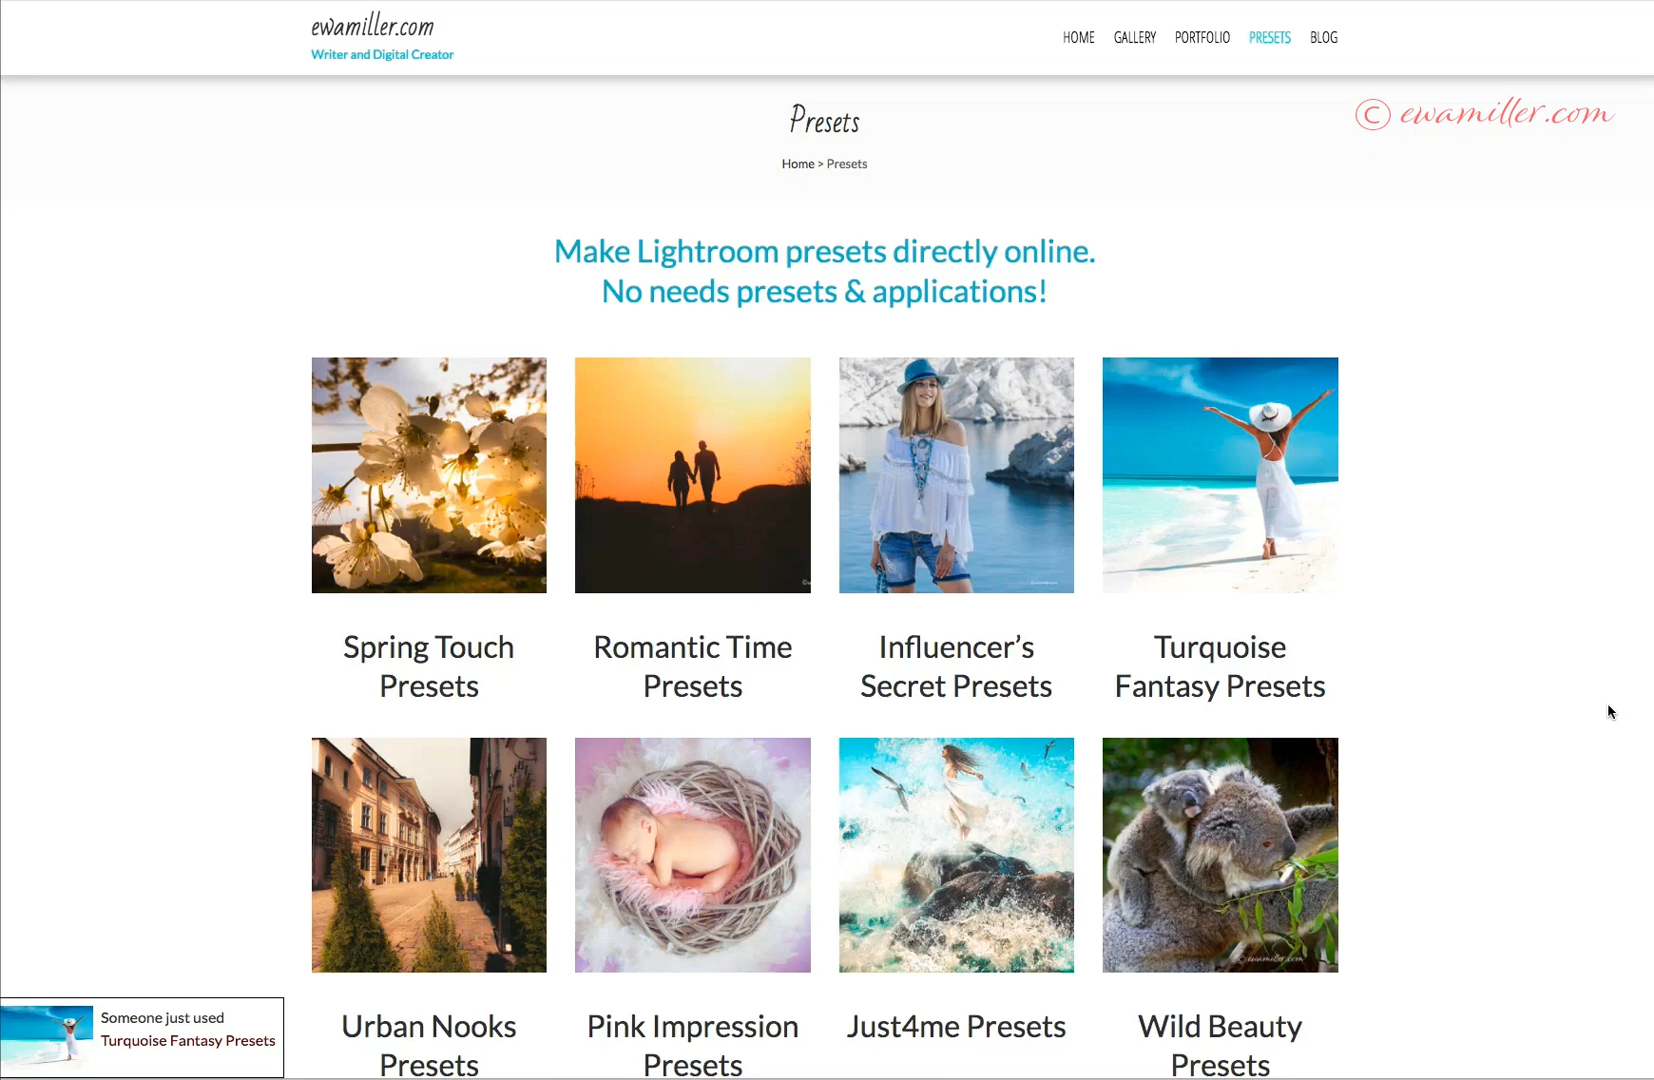 ewamiller.com
Writer and Digital Creator
HOME GALLERY PORTFOLIO PRESETS BLOG
© ewamiller.com
Presets
Home > Presets
Make Lightroom presets directly online.
No needs presets & applications!
Spring Touch
Presets
Romantic Time
Presets
Influencer’s
Secret Presets
Turquoise
Fantasy Presets
Urban Nooks
Presets
Pink Impression
Presets
Just4me Presets
Wild Beauty
Presets
©ewamiller.com
Someone just used
Turquoise Fantasy Presets